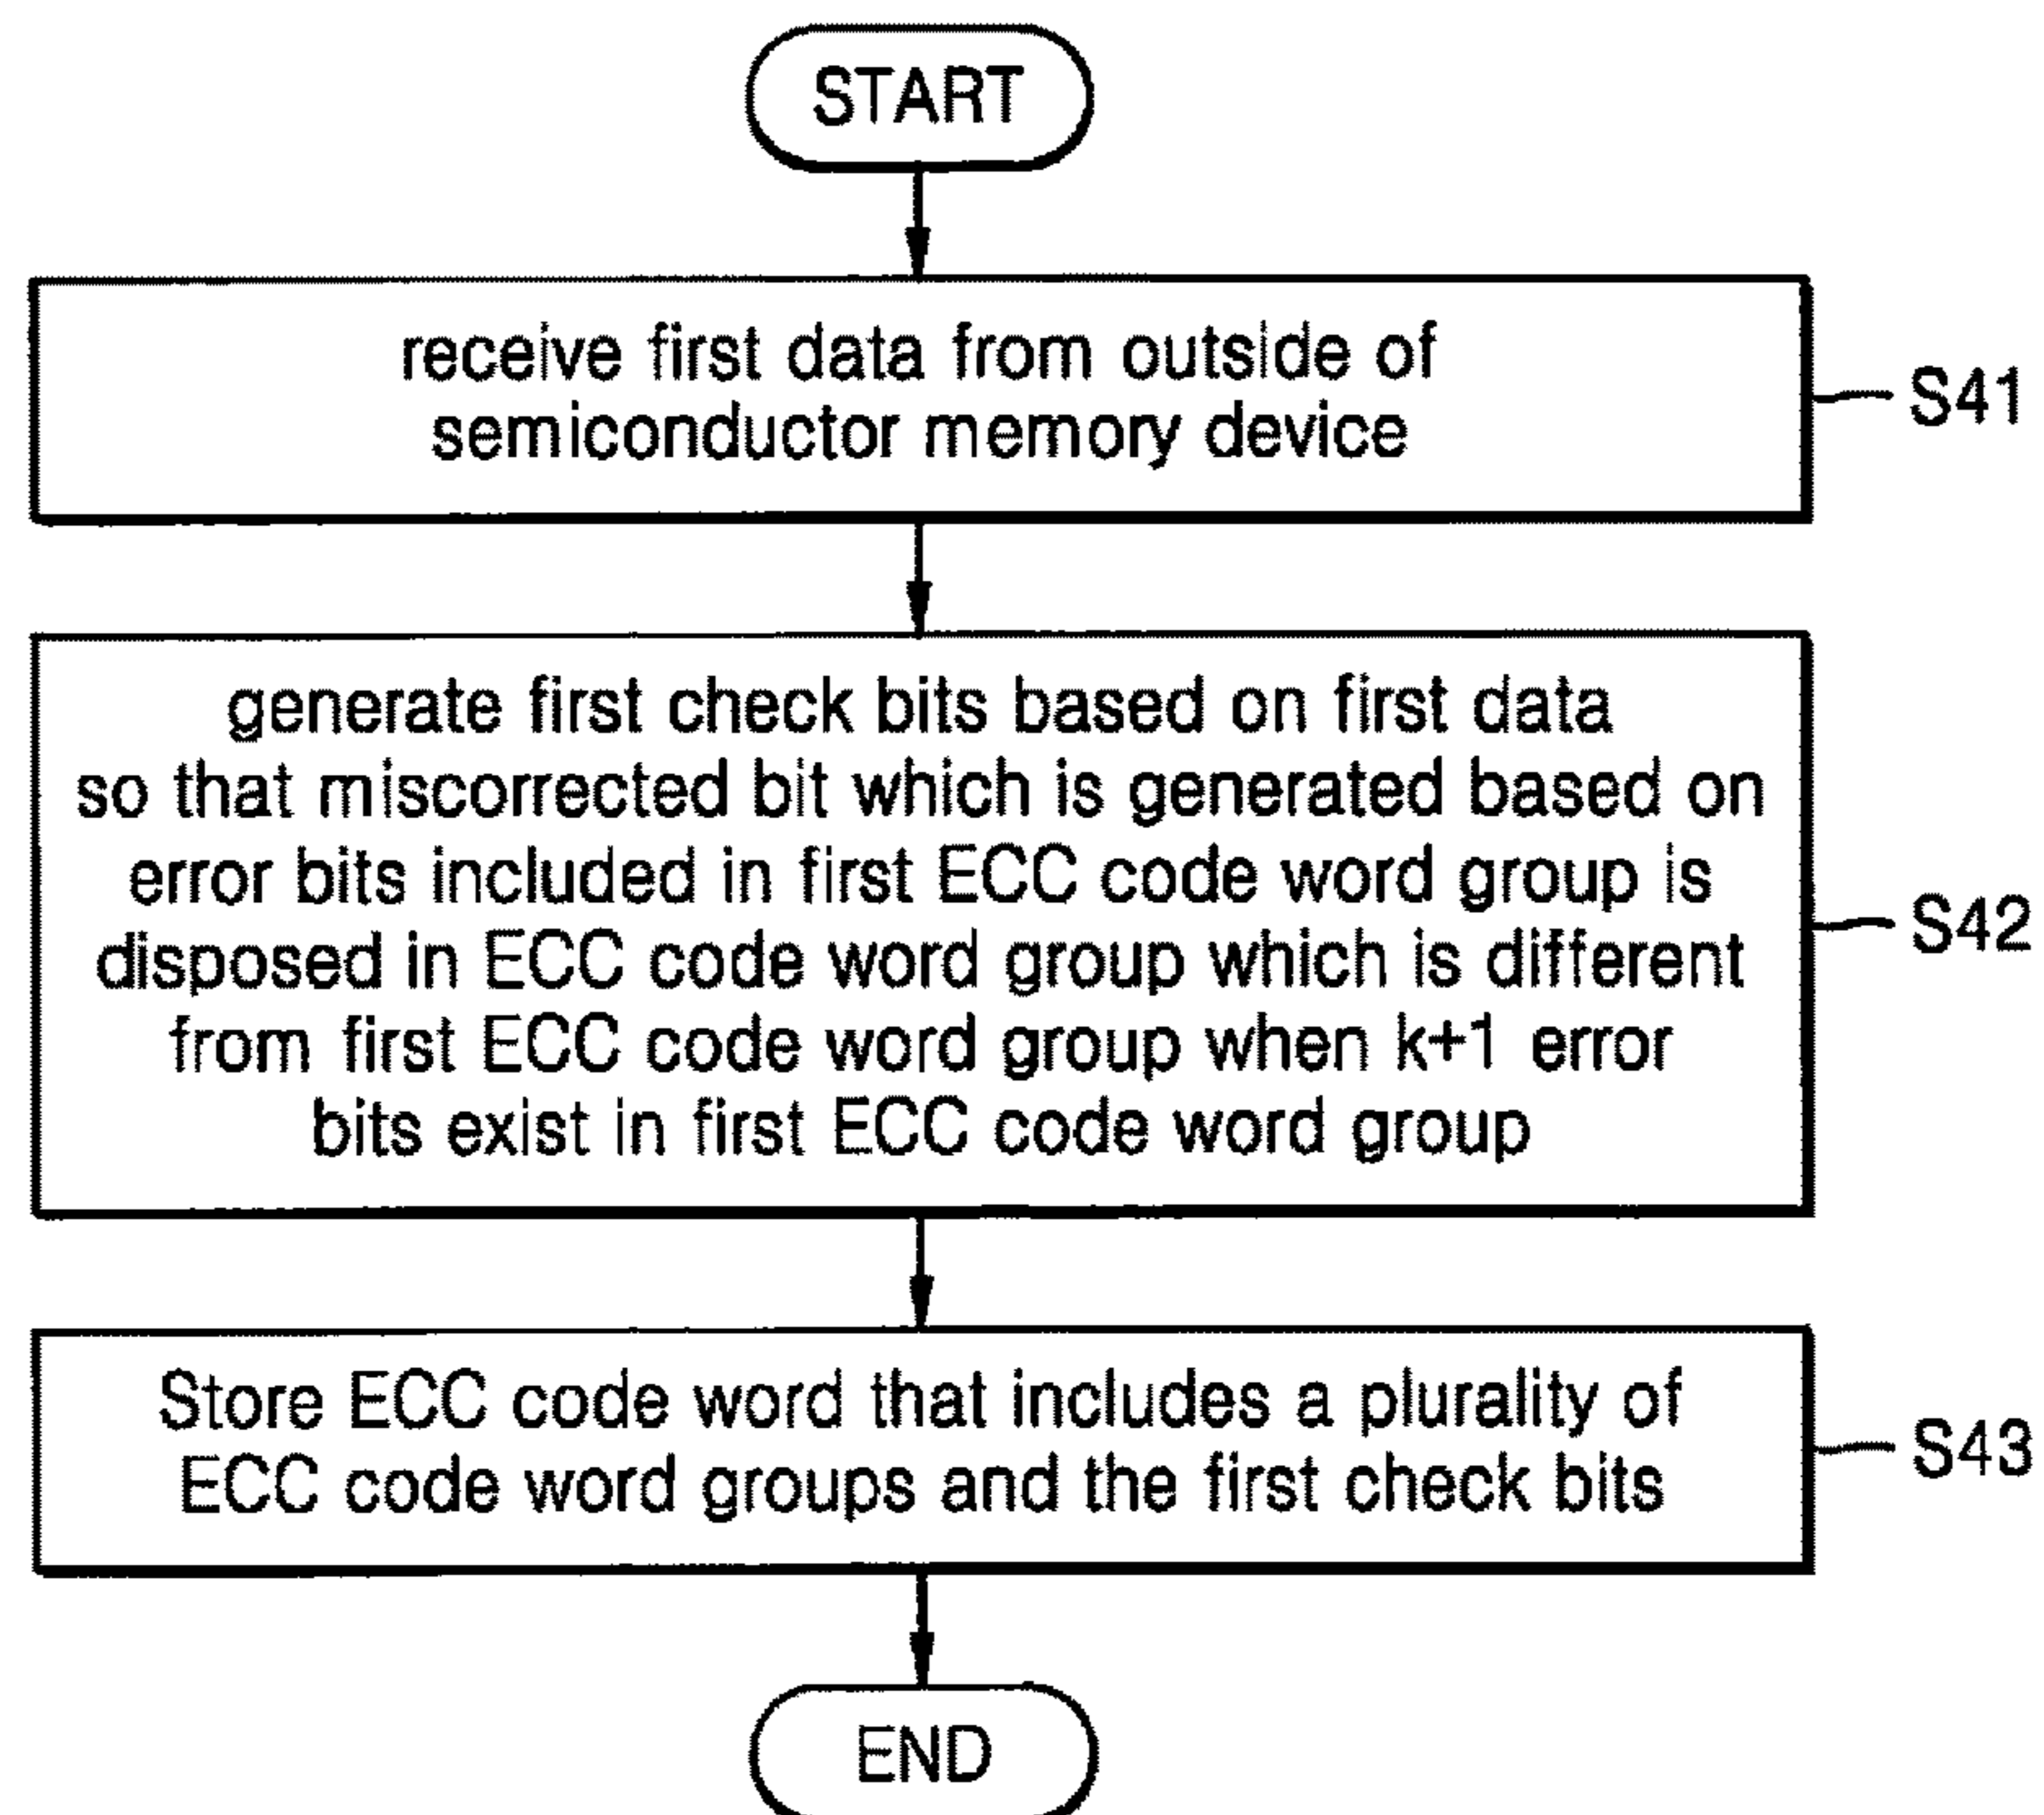 START
receive first data from outside of
semiconductor memory device
S41
generate first check bits based on first data
so that miscorrected bit which is generated based on
error bits included in first ECC code word group is
disposed in ECC code word group which is different
from first ECC code word group when k+1 error
bits exist in first ECC code word group
S42
Store ECC code word that includes a plurality of
ECC code word groups and the first check bits
S43
END